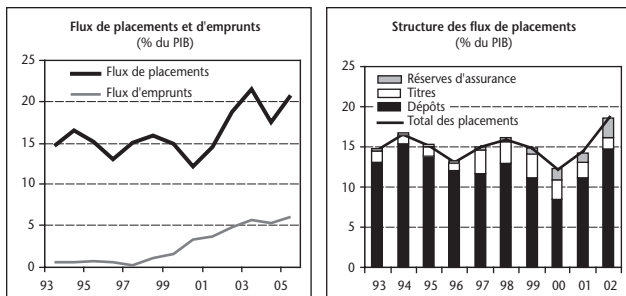 Flux de placements et d'emprunts
(% du PIB)
25
20
15
10
5
0
Flux de placements
Flux d'emprunts
93 95 97 99 01 03 05
Structure des flux de placements
(% du PIB)
25
20
15
10
5
0
Réserves d'assurance
Titres
Dépôts
Total des placements
93 94 95 96 97 98 99 00 01 02